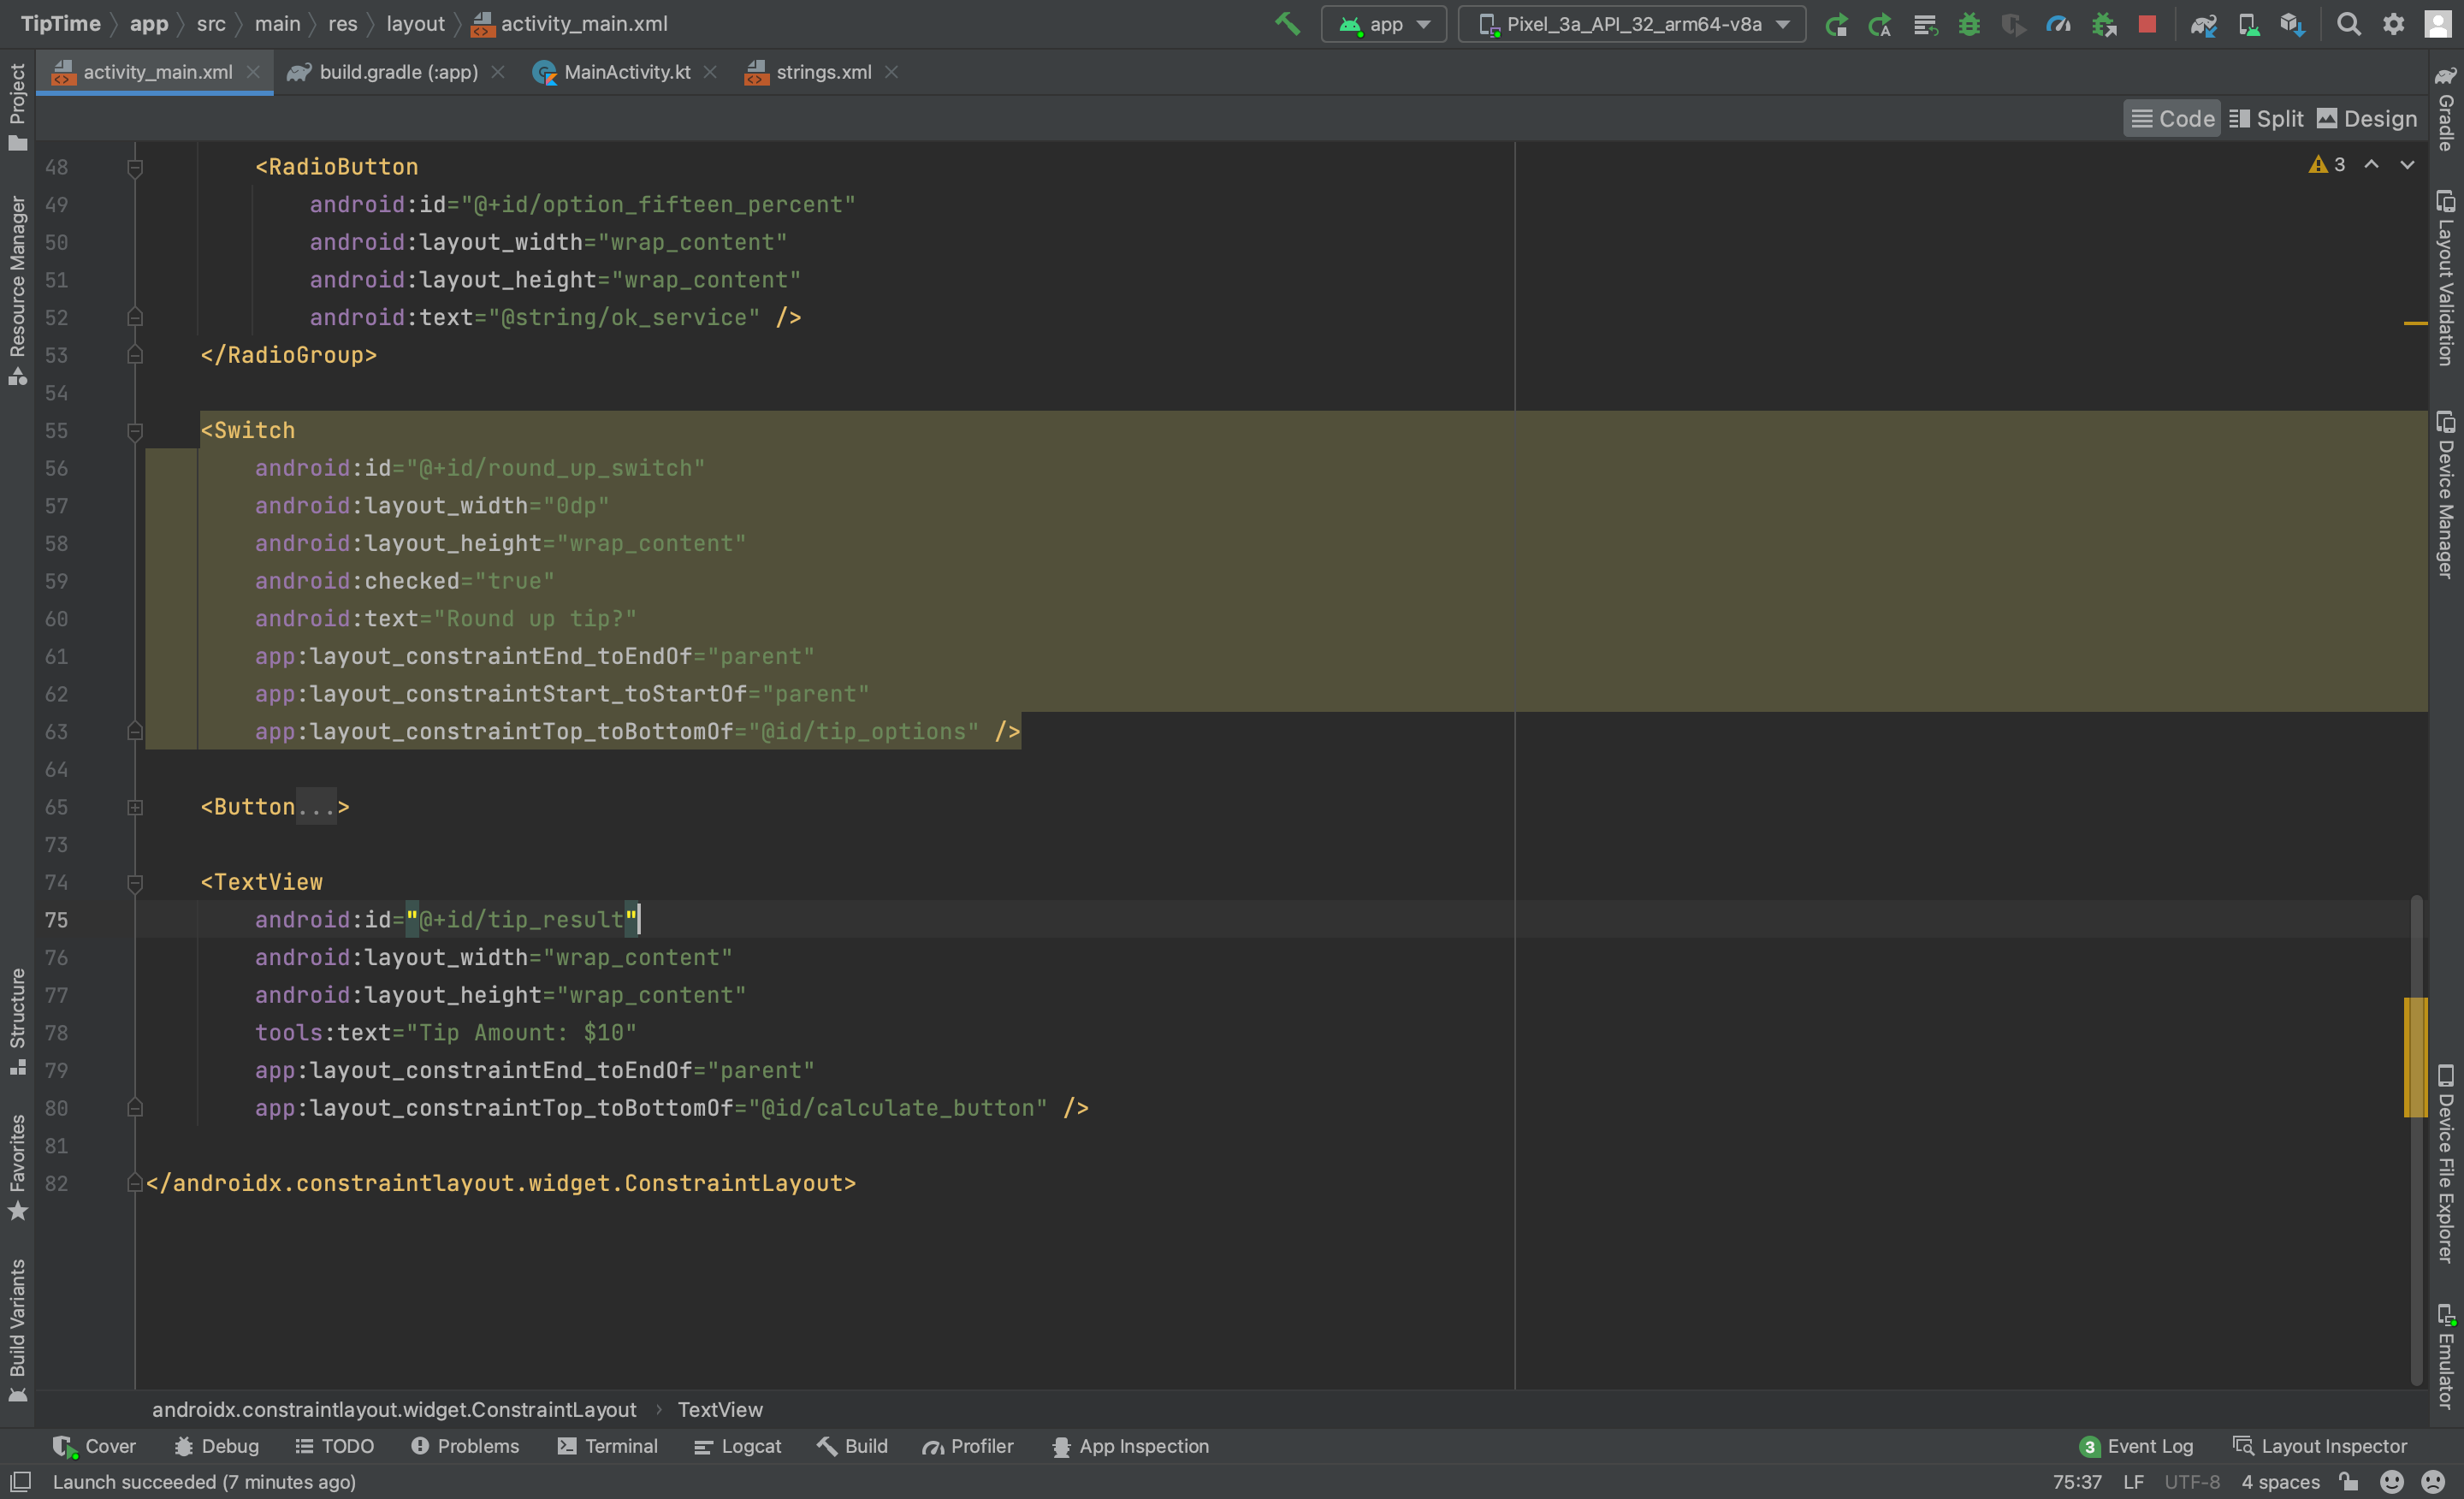 TipTime app src main res layout activity_main.xml app Pixel_3a_API_32_arm64-v8a
activity_main.xml build.gradle (:app) MainActivity.kt strings.xml
Code Split Design
3
48 <RadioButton
49 android:id="@+id/option_fifteen_percent"
50 android:layout_width="wrap_content"
51 android:layout_height="wrap_content"
52 android:text="@string/ok_service" />
53 </RadioGroup>
54
55 <Switch
56 android:id="@+id/round_up_switch"
57 android:layout_width="0dp"
58 android:layout_height="wrap_content"
59 android:checked="true"
60 android:text="Round up tip?"
61 app:layout_constraintEnd_toEndOf="parent"
62 app:layout_constraintStart_toStartOf="parent"
63 app:layout_constraintTop_toBottomOf="@id/tip_options" />
64
65 <Button...>
73
74 <TextView
75 android:id="@+id/tip_result"
76 android:layout_width="wrap_content"
77 android:layout_height="wrap_content"
78 tools:text="Tip Amount: $10"
79 app:layout_constraintEnd_toEndOf="parent"
80 app:layout_constraintTop_toBottomOf="@id/calculate_button" />
81
82 </androidx.constraintlayout.widget.ConstraintLayout>
Project
Resource Manager
Structure
Favorites
Build Variants
Gradle
Layout Validation
Device Manager
Device File Explorer
Emulator
androidx.constraintlayout.widget.ConstraintLayout TextView
Cover Debug TODO Problems Terminal Logcat Build Profiler App Inspection 3 Event Log Layout Inspector
Launch succeeded (7 minutes ago) 75:37 LF UTF-8 4 spaces